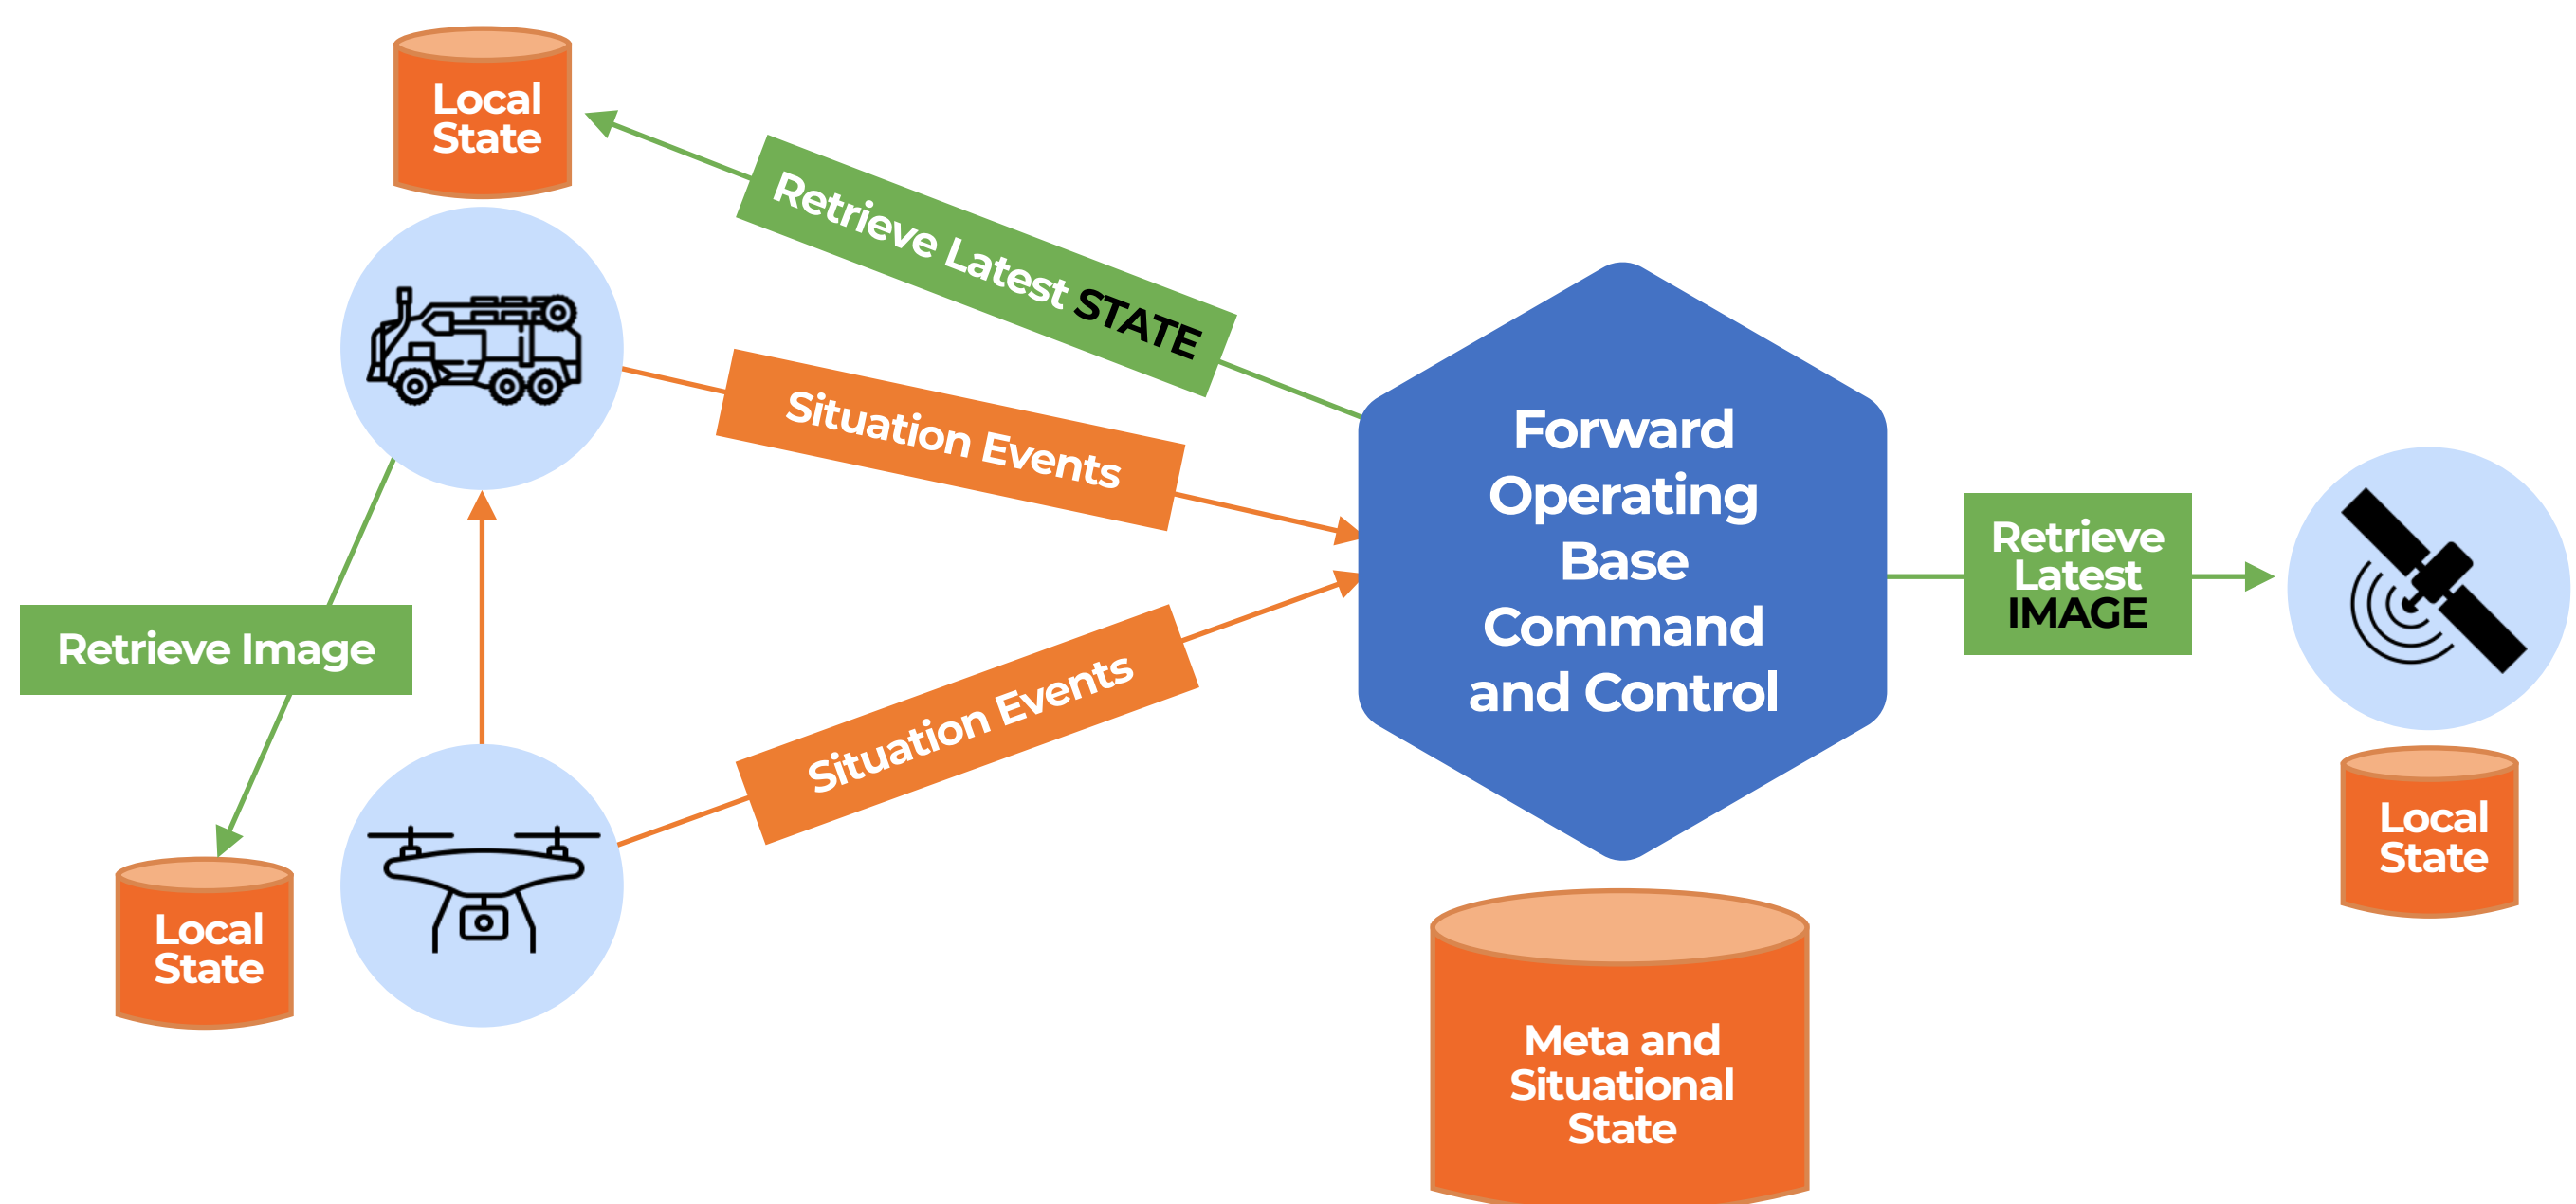 Local
State
Retrieve Latest STATE
Situation Events
Forward
Operating
Base
Command
and Control
Retrieve
Latest
IMAGE
Retrieve Image
Situation Events
Local
State
Local
State
Meta and
Situational
State